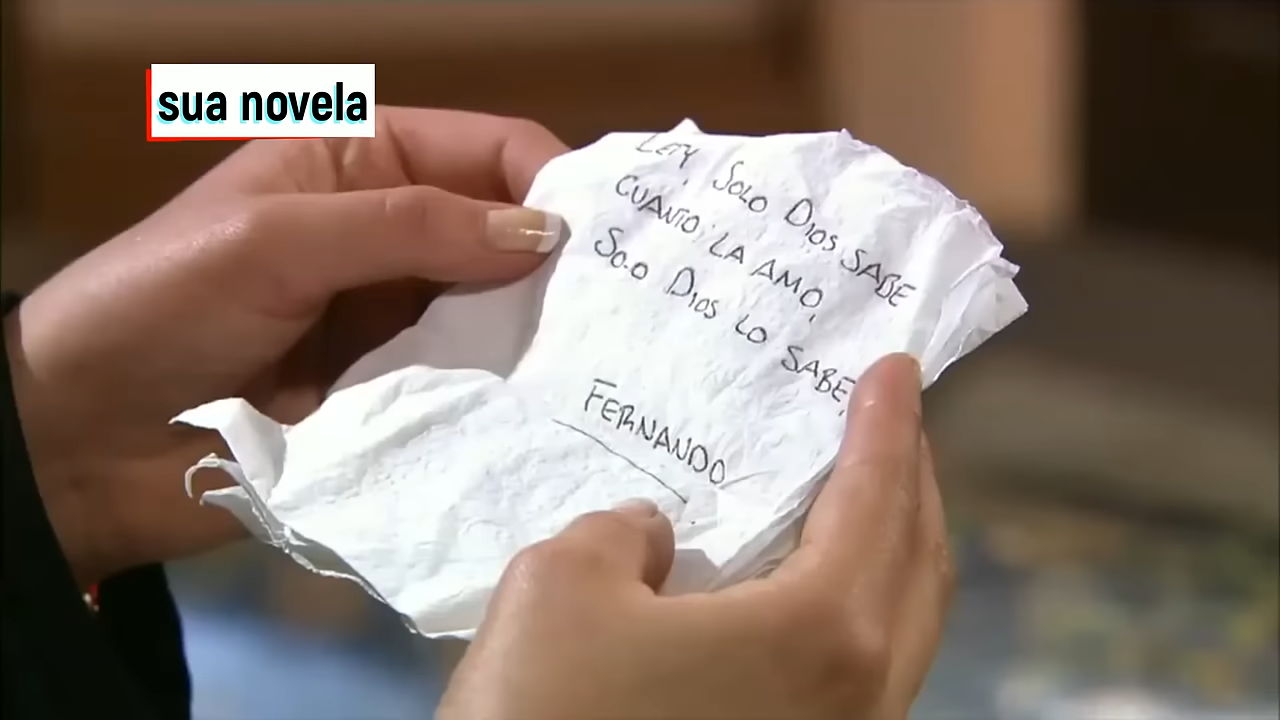 sua novela
LETY, SOLO DIOS SABE
CUANTO LA AMO,
SOLO DIOS LO SABE,
FERNANDO